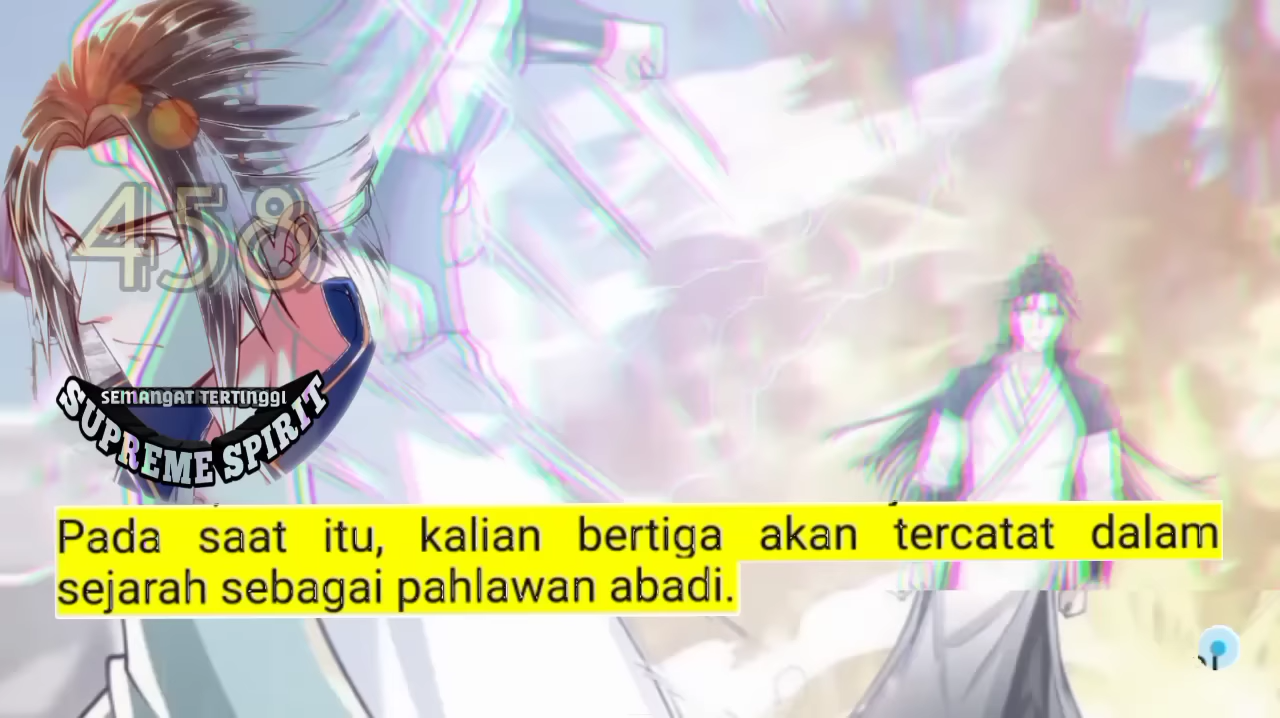 458
SEMANGAT TERTINGGI
SUPREME SPIRIT
Pada saat itu, kalian bertiga akan tercatat dalam
sejarah sebagai pahlawan abadi.